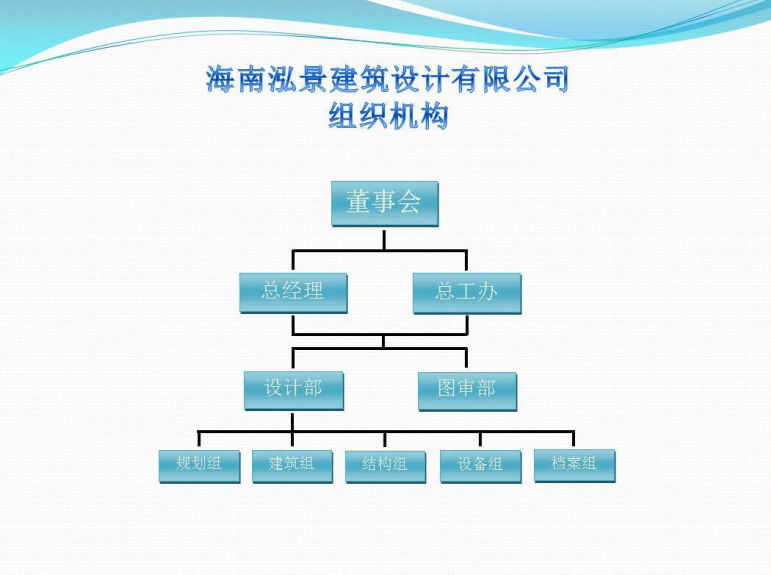 海南泓景建筑设计有限公司
组织机构
董事会
总经理 总工办
设计部 图审部
规划组 建筑组 结构组 设备组 档案组